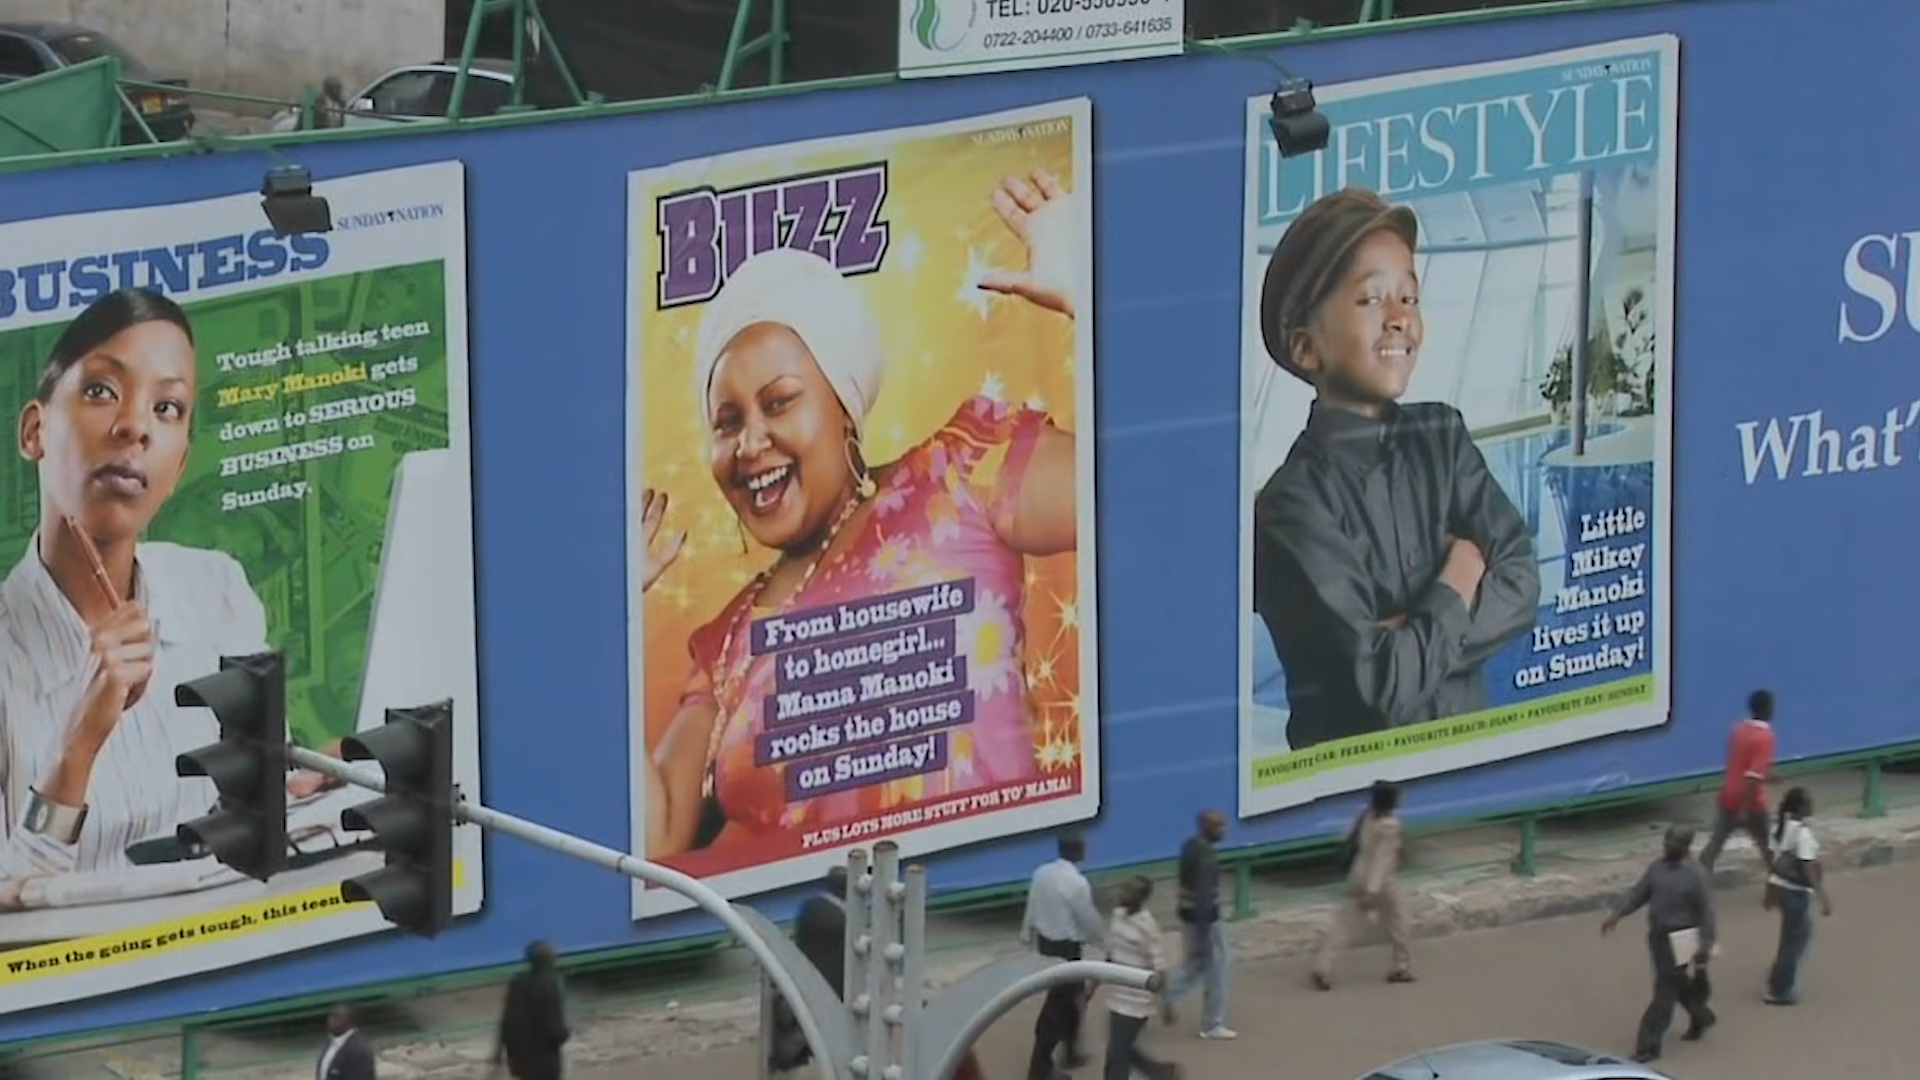 TEL: 020-
0722-204400 / 0733-641635
SUNDAY NATION
BUSINESS
Tough talking teen
Mary Manoki gets
down to SERIOUS
BUSINESS on
Sunday.
When the going gets tough, this teen
SUNDAY NATION
BUZZ
From housewife
to homegirl...
Mama Manoki
rocks the house
on Sunday!
PLUS LOTS MORE STUFF FOR YO' MAMA!
SUNDAY NATION
LIFESTYLE
Little
Mikey
Manoki
lives it up
on Sunday!
FAVOURITE CAR: FERRARI • FAVOURITE BEACH: DIANI • FAVOURITE DAY: SUNDAY
SU
What'